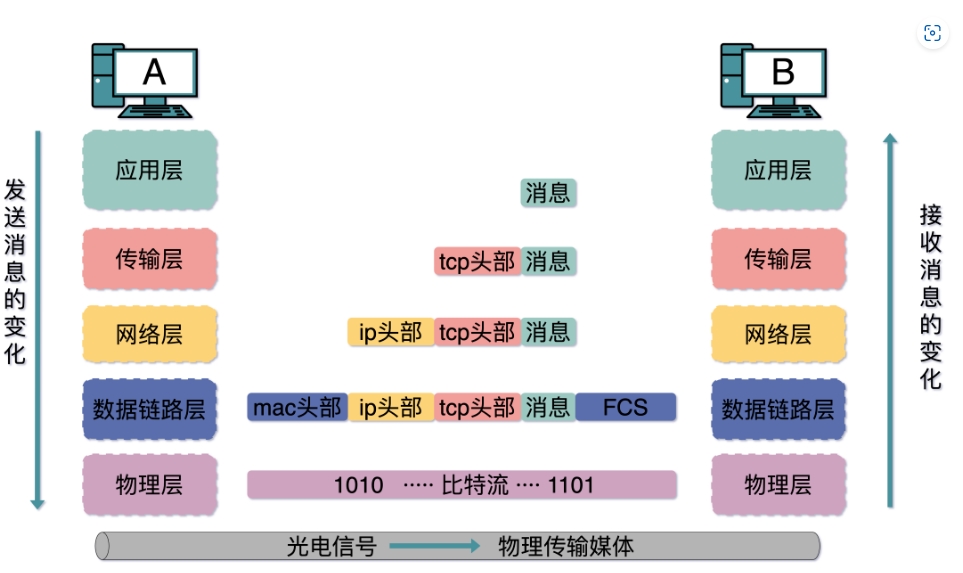 A
B
发送消息的变化
应用层
消息
应用层
接收消息的变化
传输层
tcp头部 消息
传输层
网络层
ip头部 tcp头部 消息
网络层
数据链路层
mac头部 ip头部 tcp头部 消息 FCS
数据链路层
物理层
1010 ····· 比特流 ···· 1101
物理层
光电信号
物理传输媒体